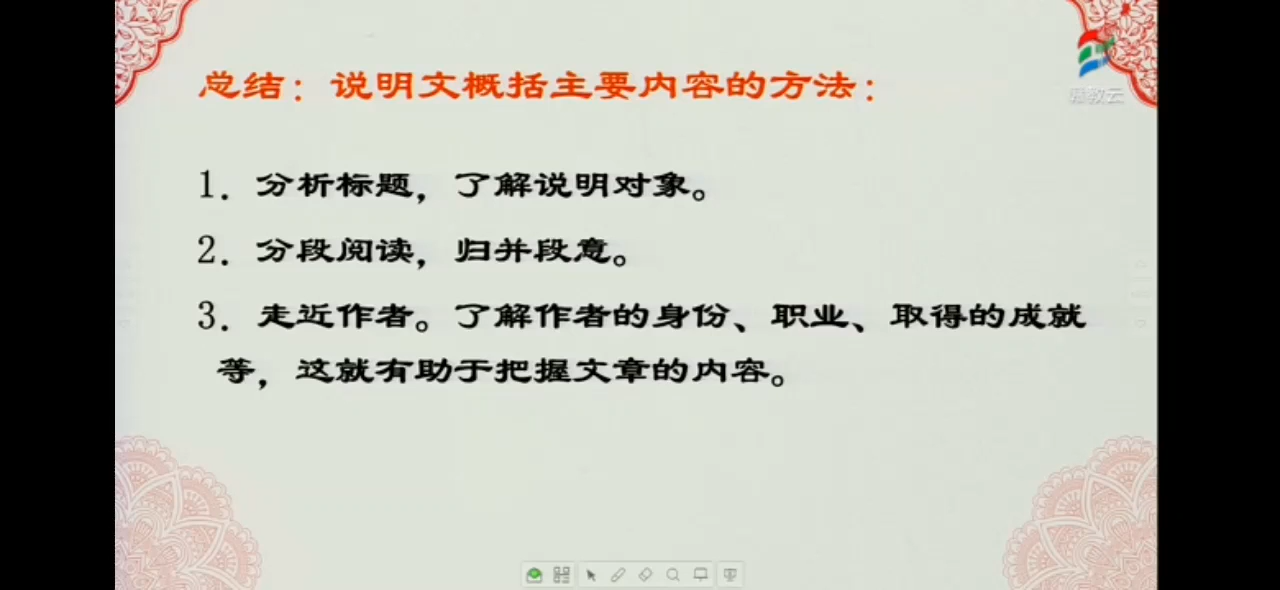 总结：说明文概括主要内容的方法：
教云
1．分析标题，了解说明对象。
2．分段阅读，归并段意。
3．走近作者。了解作者的身份、职业、取得的成就
等，这就有助于把握文章的内容。